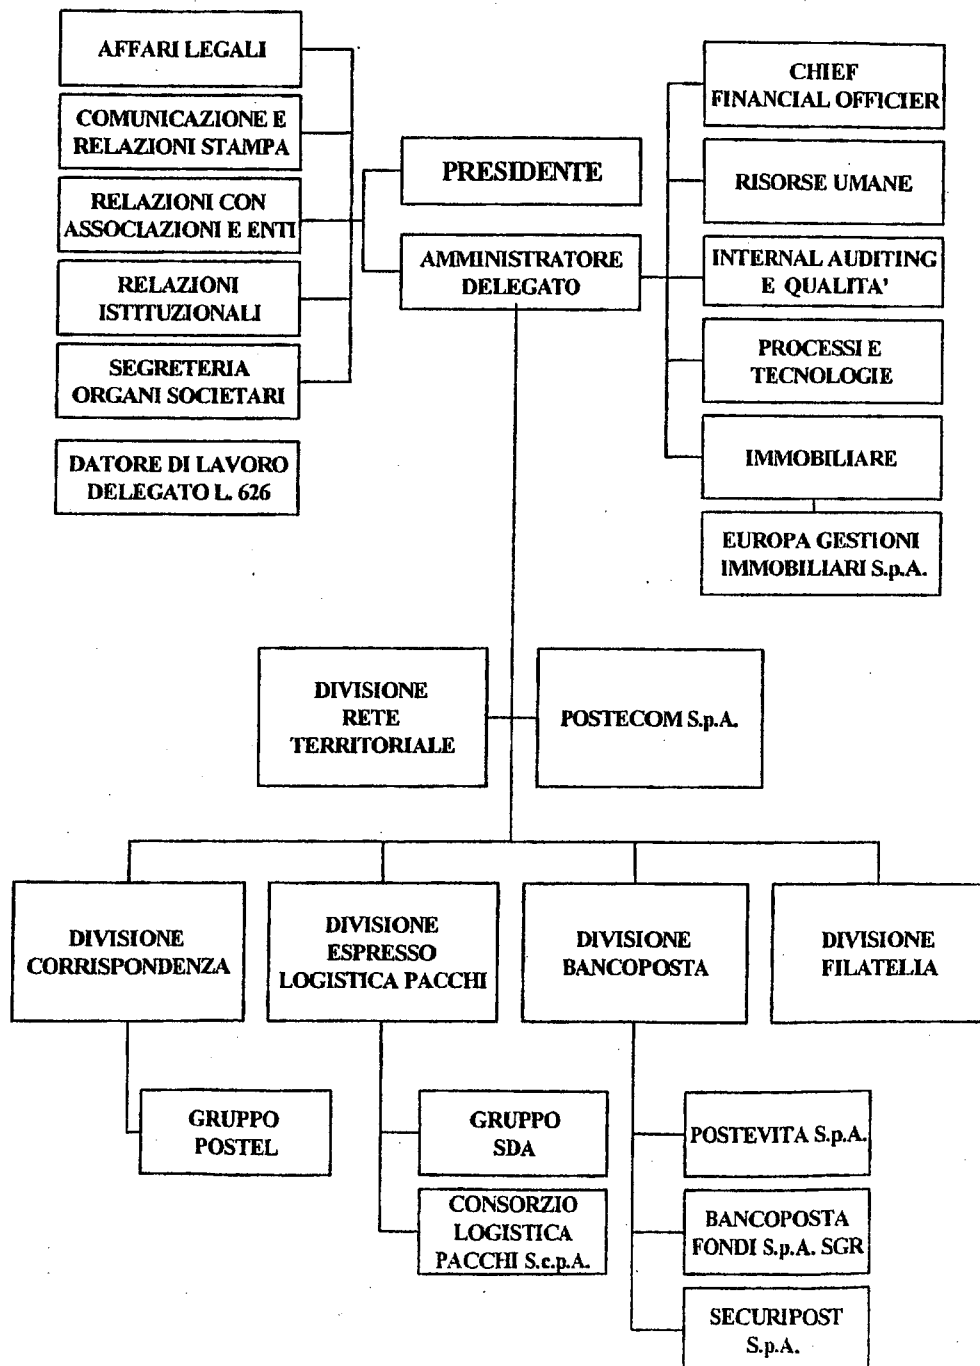 AFFARI LEGALI
COMUNICAZIONE E
RELAZIONI STAMPA
RELAZIONI CON
ASSOCIAZIONI E ENTI
RELAZIONI
ISTITUZIONALI
SEGRETERIA
ORGANI SOCIETARI
DATORE DI LAVORO
DELEGATO L. 626
PRESIDENTE
AMMINISTRATORE
DELEGATO
CHIEF
FINANCIAL OFFICIER
RISORSE UMANE
INTERNAL AUDITING
E QUALITA'
PROCESSI E
TECNOLOGIE
IMMOBILIARE
EUROPA GESTIONI
IMMOBILIARI S.p.A.
DIVISIONE
RETE
TERRITORIALE
POSTECOM S.p.A.
DIVISIONE
CORRISPONDENZA
DIVISIONE
ESPRESSO
LOGISTICA PACCHI
DIVISIONE
BANCOPOSTA
DIVISIONE
FILATELIA
GRUPPO
POSTEL
GRUPPO
SDA
CONSORZIO
LOGISTICA
PACCHI S.c.p.A.
POSTEVITA S.p.A.
BANCOPOSTA
FONDI S.p.A. SGR
SECURIPOST
S.p.A.